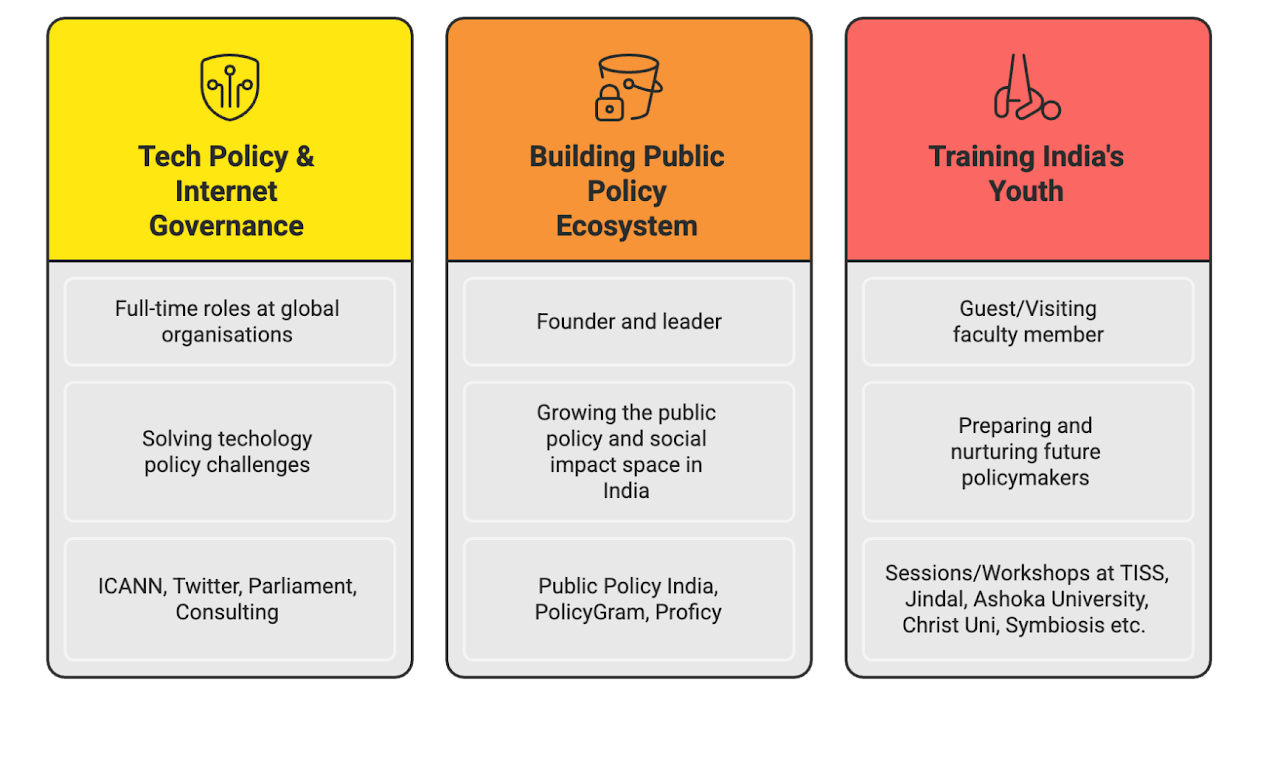 Tech Policy &
Internet
Governance
Full-time roles at global
organisations
Solving techology
policy challenges
ICANN, Twitter, Parliament,
Consulting
Building Public
Policy
Ecosystem
Founder and leader
Growing the public
policy and social
impact space in
India
Public Policy India,
PolicyGram, Proficy
Training India's
Youth
Guest/Visiting
faculty member
Preparing and
nurturing future
policymakers
Sessions/Workshops at TISS,
Jindal, Ashoka University,
Christ Uni, Symbiosis etc.